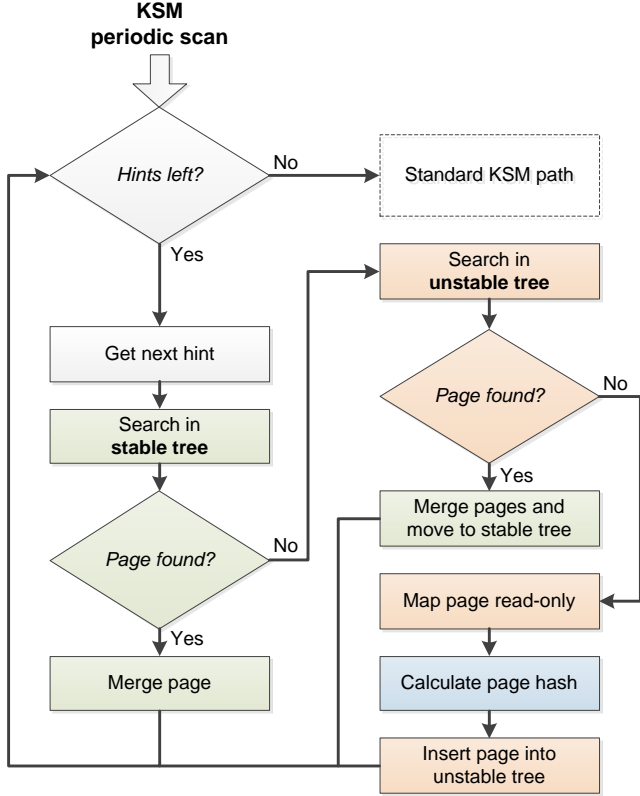 KSM
periodic scan
Hints left?
No
Standard KSM path
Yes
Get next hint
Search in
stable tree
Page found?
No
Yes
Merge page
Search in
unstable tree
Page found?
No
Yes
Merge pages and
move to stable tree
Map page read-only
Calculate page hash
Insert page into
unstable tree